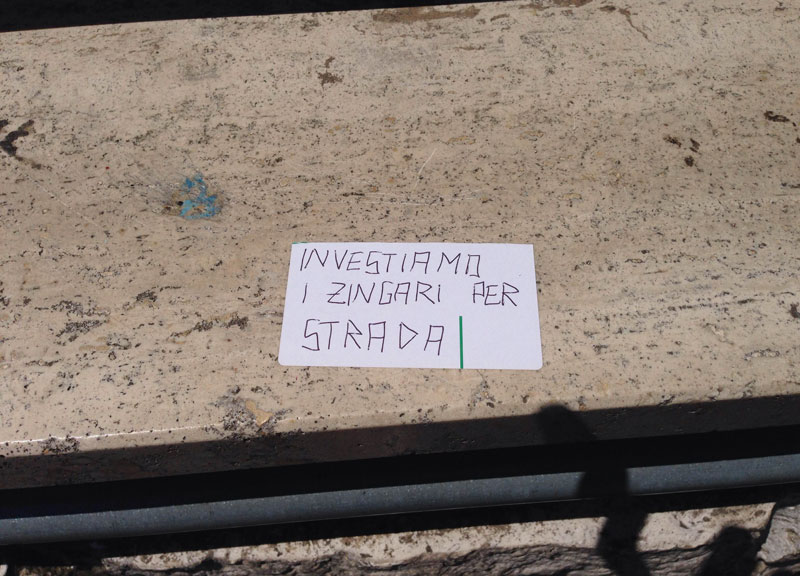 INVESTIAMO
I ZINGARI PER
STRADA